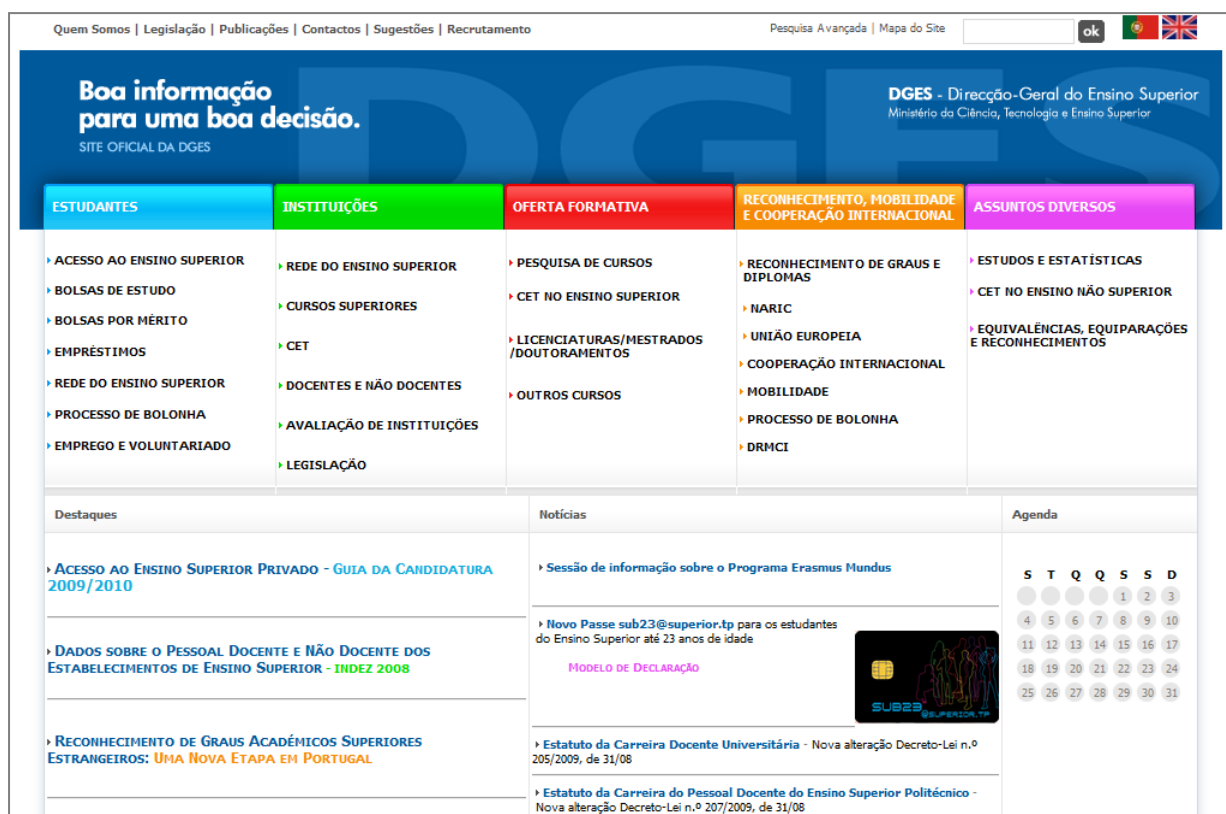 Quem Somos | Legislação | Publicações | Contactos | Sugestões | Recrutamento
Pesquisa Avançada | Mapa do Site
ok
DGES
Boa informação
para uma boa decisão.
SITE OFICIAL DA DGES
DGES - Direcção-Geral do Ensino Superior
Ministério da Ciência, Tecnologia e Ensino Superior
ESTUDANTES
INSTITUIÇÕES
OFERTA FORMATIVA
RECONHECIMENTO, MOBILIDADE
E COOPERAÇÃO INTERNACIONAL
ASSUNTOS DIVERSOS
ACESSO AO ENSINO SUPERIOR
BOLSAS DE ESTUDO
BOLSAS POR MÉRITO
EMPRÉSTIMOS
REDE DO ENSINO SUPERIOR
PROCESSO DE BOLONHA
EMPREGO E VOLUNTARIADO
REDE DO ENSINO SUPERIOR
CURSOS SUPERIORES
CET
DOCENTES E NÃO DOCENTES
AVALIAÇÃO DE INSTITUIÇÕES
LEGISLAÇÃO
PESQUISA DE CURSOS
CET NO ENSINO SUPERIOR
LICENCIATURAS/MESTRADOS
/DOUTORAMENTOS
OUTROS CURSOS
RECONHECIMENTO DE GRAUS E
DIPLOMAS
NARIC
UNIÃO EUROPEIA
COOPERAÇÃO INTERNACIONAL
MOBILIDADE
PROCESSO DE BOLONHA
DRMCI
ESTUDOS E ESTATÍSTICAS
CET NO ENSINO NÃO SUPERIOR
EQUIVALÊNCIAS, EQUIPARAÇÕES
E RECONHECIMENTOS
Destaques
ACESSO AO ENSINO SUPERIOR PRIVADO - GUIA DA CANDIDATURA
2009/2010
DADOS SOBRE O PESSOAL DOCENTE E NÃO DOCENTE DOS
ESTABELECIMENTOS DE ENSINO SUPERIOR - INDEZ 2008
RECONHECIMENTO DE GRAUS ACADÉMICOS SUPERIORES
ESTRANGEIROS: UMA NOVA ETAPA EM PORTUGAL
Notícias
Sessão de informação sobre o Programa Erasmus Mundus
Novo Passe sub23@superior.tp para os estudantes
do Ensino Superior até 23 anos de idade
MODELO DE DECLARAÇÃO
SUB23
@SUPERIOR.TP
Estatuto da Carreira Docente Universitária - Nova alteração Decreto-Lei n.º
205/2009, de 31/08
Estatuto da Carreira do Pessoal Docente do Ensino Superior Politécnico -
Nova alteração Decreto-Lei n.º 207/2009, de 31/08
Agenda
S T Q Q S S D
1 2 3
4 5 6 7 8 9 10
11 12 13 14 15 16 17
18 19 20 21 22 23 24
25 26 27 28 29 30 31